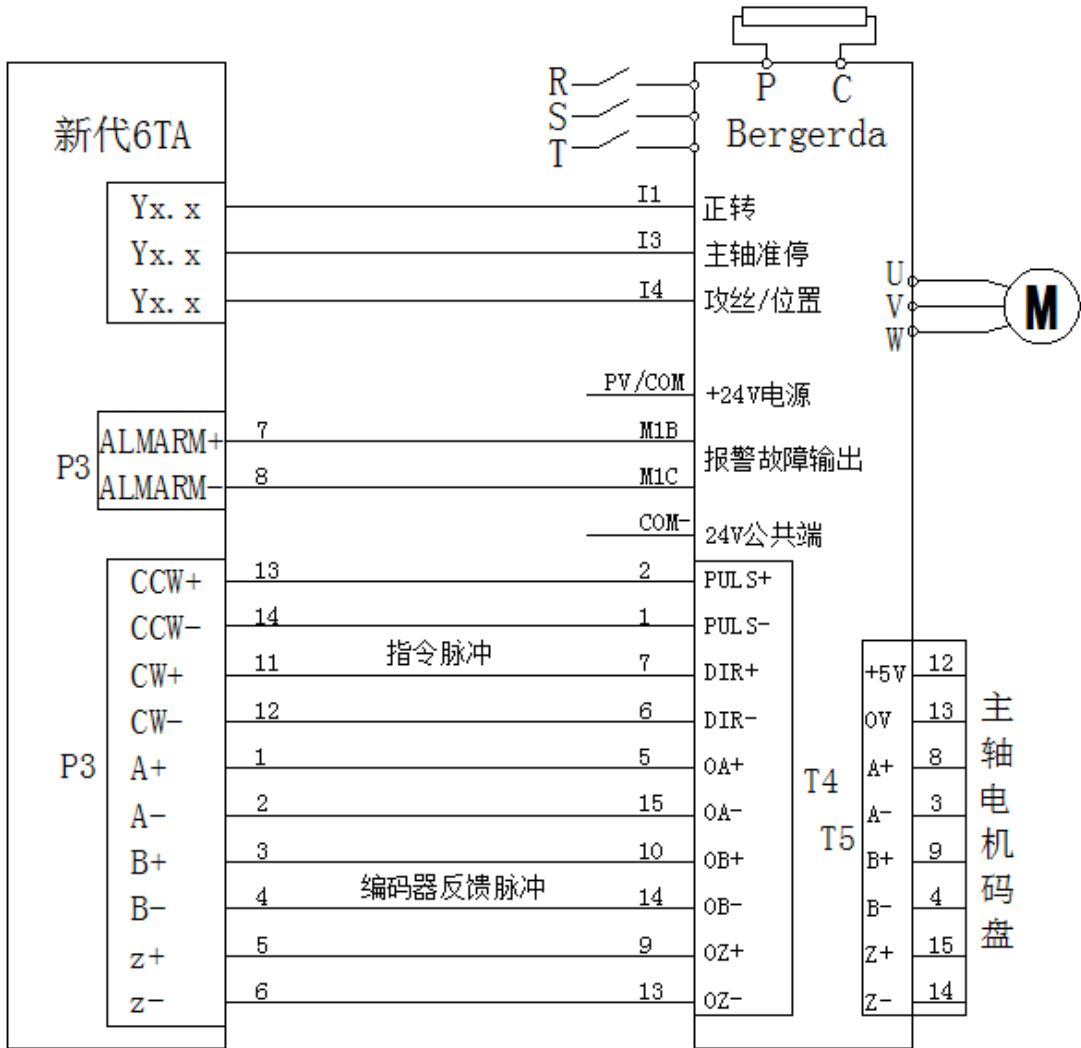 P C
R
S
T
新代6TA
Bergerda
Yx.x I1 正转
Yx.x I3 主轴准停
Yx.x I4 攻丝/位置
U
V
W
M
PV/COM +24V电源
P3
ALMARM+ 7 M1B
报警故障输出
ALMARM- 8 M1C
COM- 24V公共端
CCW+ 13 2 PULS+
CCW- 14 1 PULS-
指令脉冲
CW+ 11 7 DIR+
CW- 12 6 DIR-
P3
A+ 1 5 OA+
A- 2 15 OA-
B+ 3 10 OB+
编码器反馈脉冲
B- 4 14 OB-
z+ 5 9 OZ+
z- 6 13 OZ-
T4
T5
+5V 12
0V 13
A+ 8
A- 3
B+ 9
B- 4
Z+ 15
Z- 14
主轴电机码盘